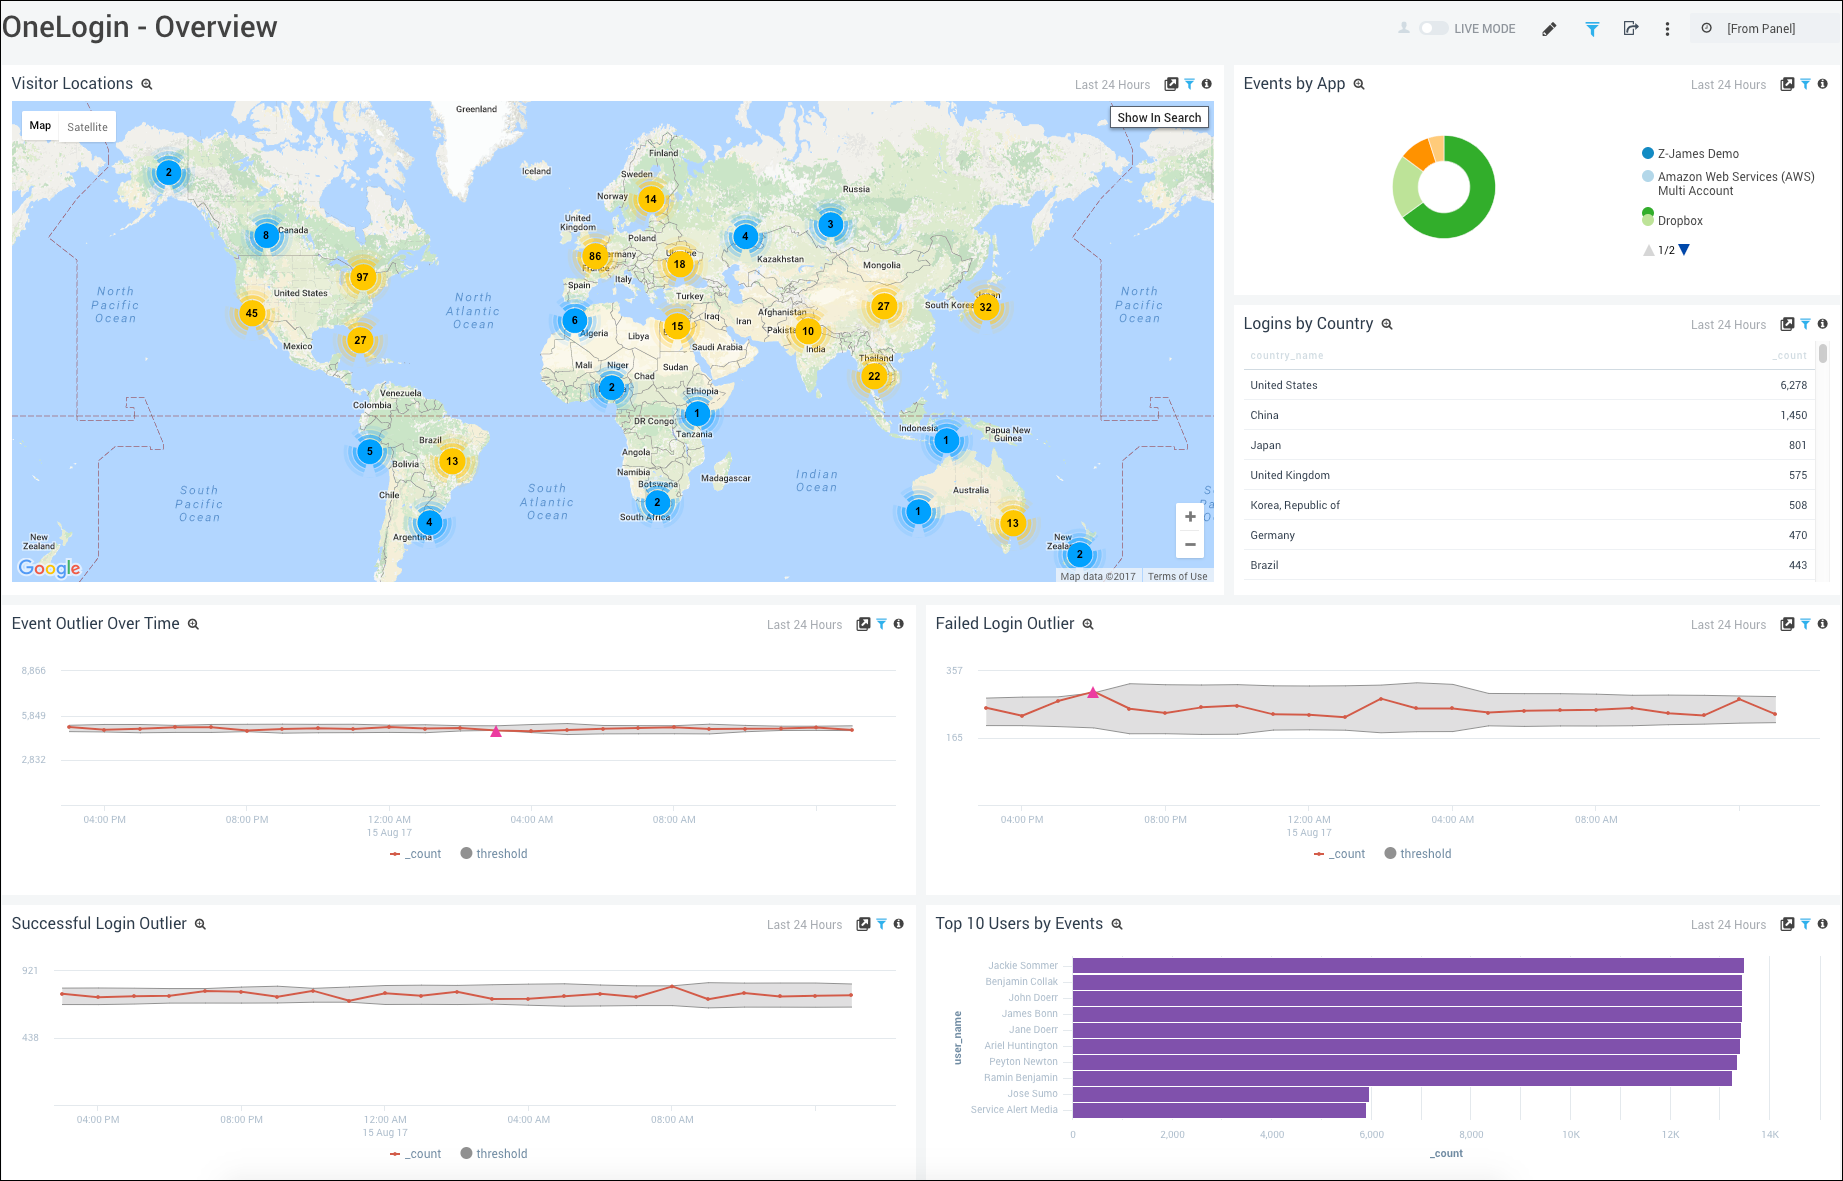 OneLogin - Overview
LIVE MODE
[From Panel]
Visitor Locations
Last 24 Hours
Map
Satellite
Show In Search
Greenland
Iceland
Finland
Sweden
Norway
Russia
United
Kingdom
Poland
Canada
Kazakhstan
Mongolia
Italy
Spain
Turkey
United States
Mexico
Algeria
Libya
Iraq
Iran
Afghanistan
India
South Korea
Saudi Arabia
Mali
Niger
Chad
Sudan
Ethiopia
Thailand
Venezuela
Colombia
Brazil
Bolivia
Chile
Argentina
DR Congo
Tanzania
Angola
Namibia
Botswana
South Africa
Madagascar
Indonesia
Papua New
Guinea
Australia
New
Zealand
North
Pacific
Ocean
North
Atlantic
Ocean
North
Pacific
Ocean
South
Pacific
Ocean
South
Atlantic
Ocean
Indian
Ocean
2
8
97
45
27
5
13
4
14
86
18
4
3
6
15
10
27
32
22
2
1
2
1
1
13
2
+
−
Google
Map data ©2017
Terms of Use
Events by App
Last 24 Hours
Z-James Demo
Amazon Web Services (AWS)
Multi Account
Dropbox
1/2
Logins by Country
Last 24 Hours
country_name _count
United States 6,278
China 1,450
Japan 801
United Kingdom 575
Korea, Republic of 508
Germany 470
Brazil 443
Event Outlier Over Time
Last 24 Hours
8,866
5,849
2,832
04:00 PM 08:00 PM 12:00 AM 04:00 AM 08:00 AM
15 Aug 17
_count threshold
Failed Login Outlier
Last 24 Hours
357
165
04:00 PM 08:00 PM 12:00 AM 04:00 AM 08:00 AM
15 Aug 17
_count threshold
Successful Login Outlier
Last 24 Hours
921
438
04:00 PM 08:00 PM 12:00 AM 04:00 AM 08:00 AM
15 Aug 17
_count threshold
Top 10 Users by Events
Last 24 Hours
user_name
Jackie Sommer
Benjamin Collak
John Doerr
James Bonn
Jane Doerr
Ariel Huntington
Peyton Newton
Ramin Benjamin
Jose Sumo
Service Alert Media
0 2,000 4,000 6,000 8,000 10K 12K 14K
_count